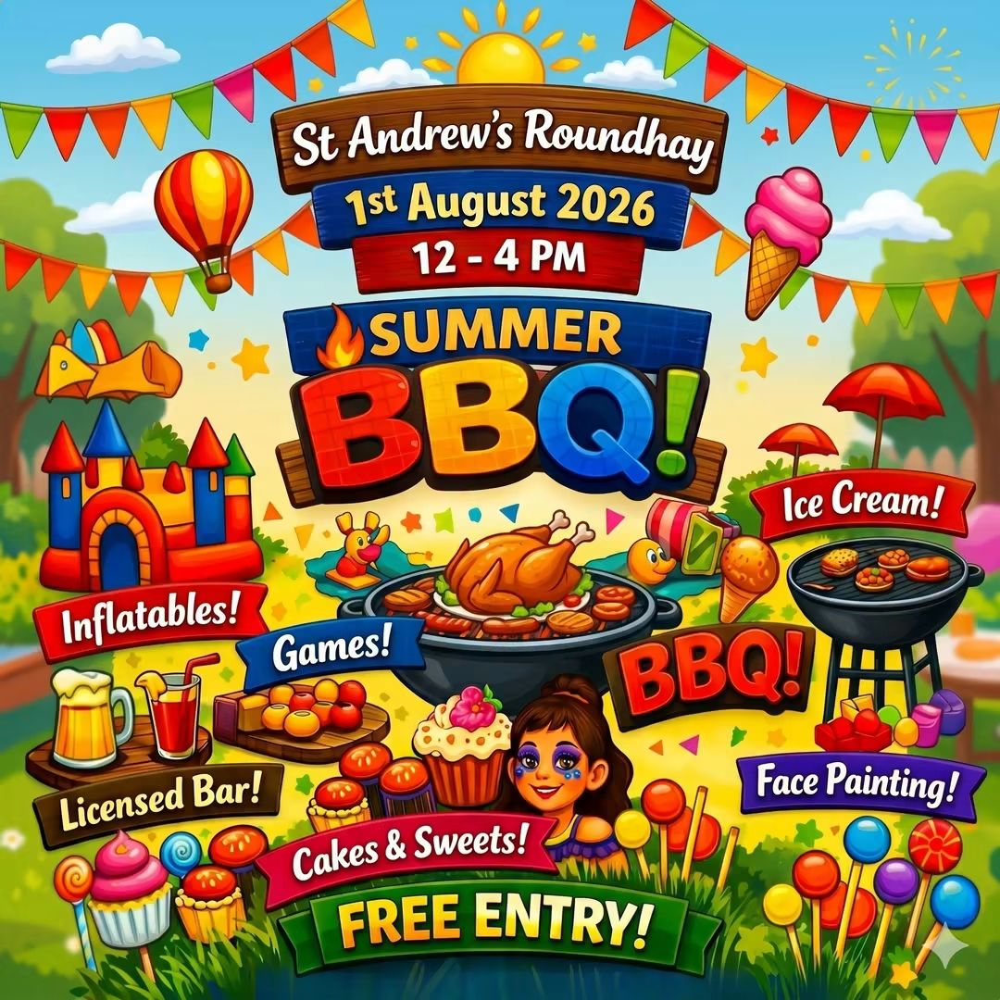 St Andrew's Roundhay
1st August 2026
12 - 4 PM
SUMMER
BBQ!
Ice Cream!
Inflatables!
Games!
BBQ!
Licensed Bar!
Face Painting!
Cakes & Sweets!
FREE ENTRY!